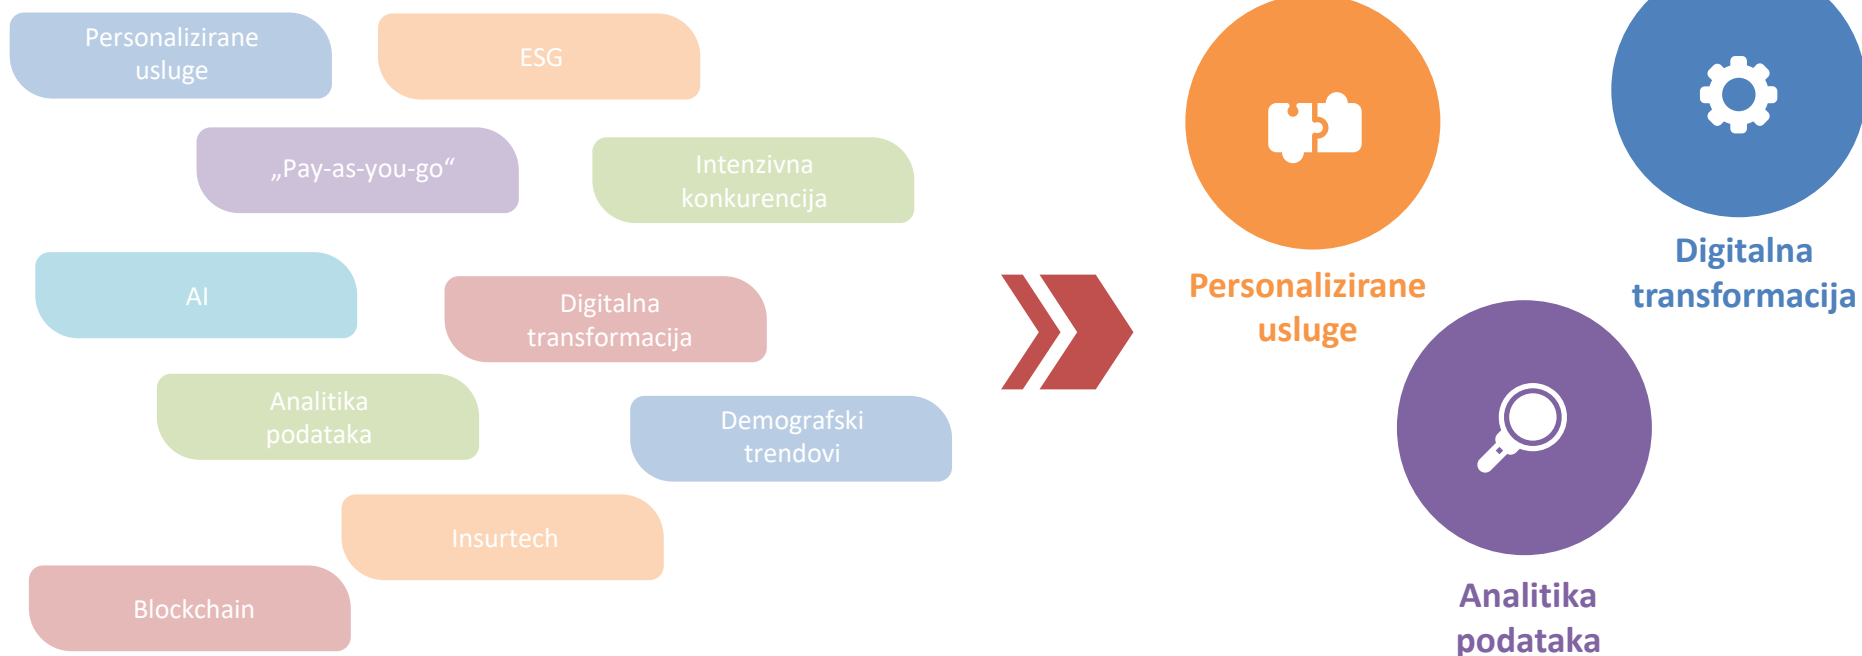 Personalizirane
usluge
ESG
„Pay-as-you-go“
Intenzivna
konkurencija
AI
Digitalna
transformacija
Analitika
podataka
Demografski
trendovi
Insurtech
Blockchain
Personalizirane
usluge
Digitalna
transformacija
Analitika
podataka